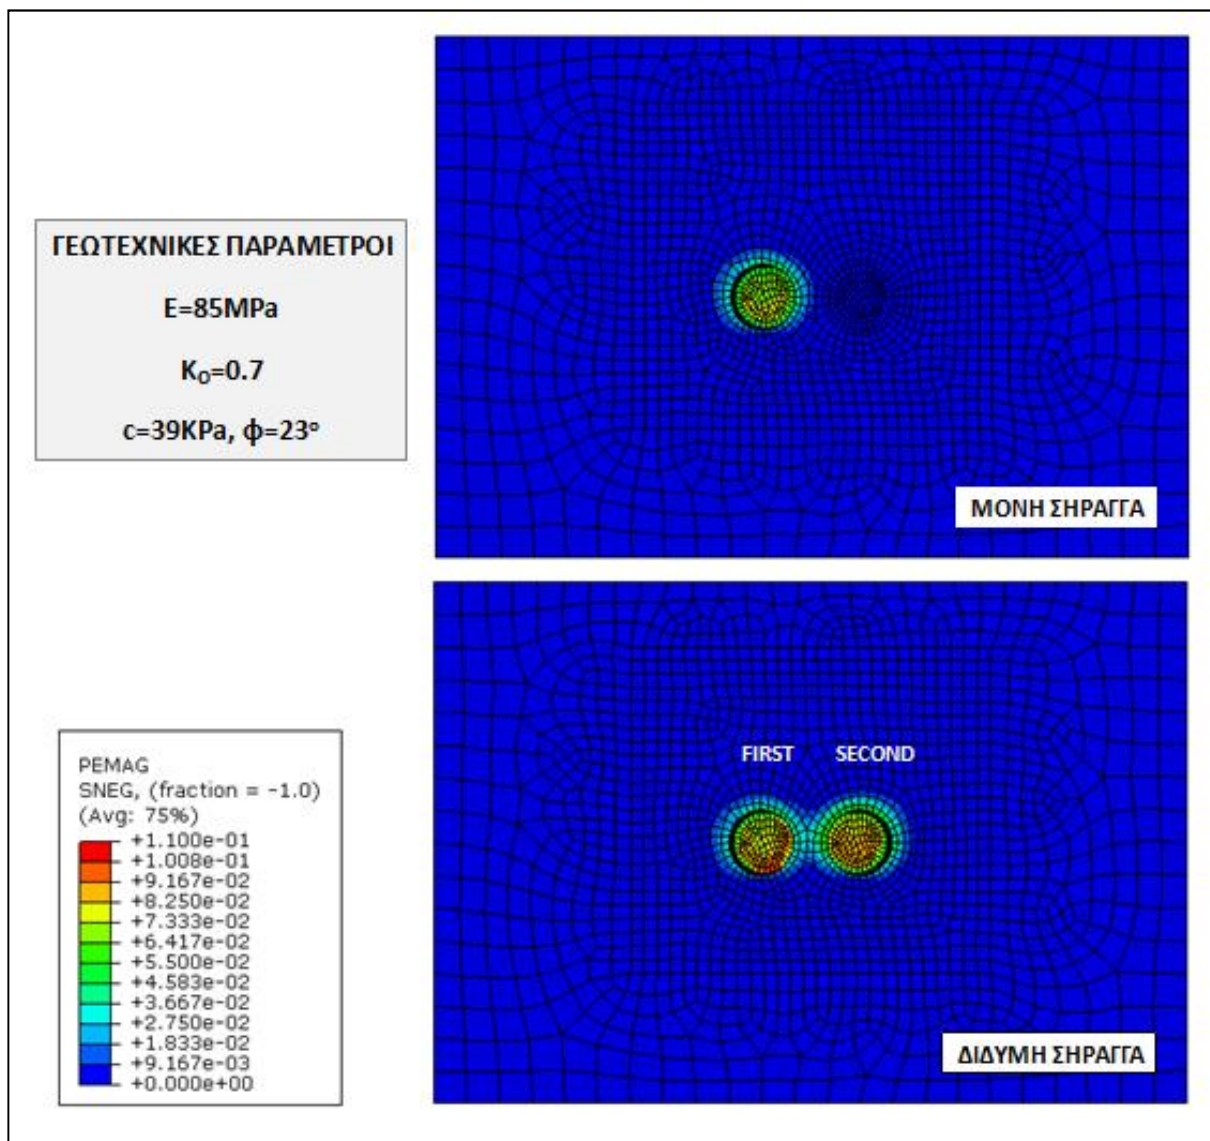 ΓΕΩΤΕΧΝΙΚΕΣ ΠΑΡΑΜΕΤΡΟΙ
E=85MPa
Κ₀=0.7
c=39KPa, φ=23°
ΜΟΝΗ ΣΗΡΑΓΓΑ
FIRST SECOND
PEMAG
SNEG, (fraction = -1.0)
(Avg: 75%)
+1.100e-01
+1.008e-01
+9.167e-02
+8.250e-02
+7.333e-02
+6.417e-02
+5.500e-02
+4.583e-02
+3.667e-02
+2.750e-02
+1.833e-02
+9.167e-03
+0.000e+00
ΔΙΔΥΜΗ ΣΗΡΑΓΓΑ